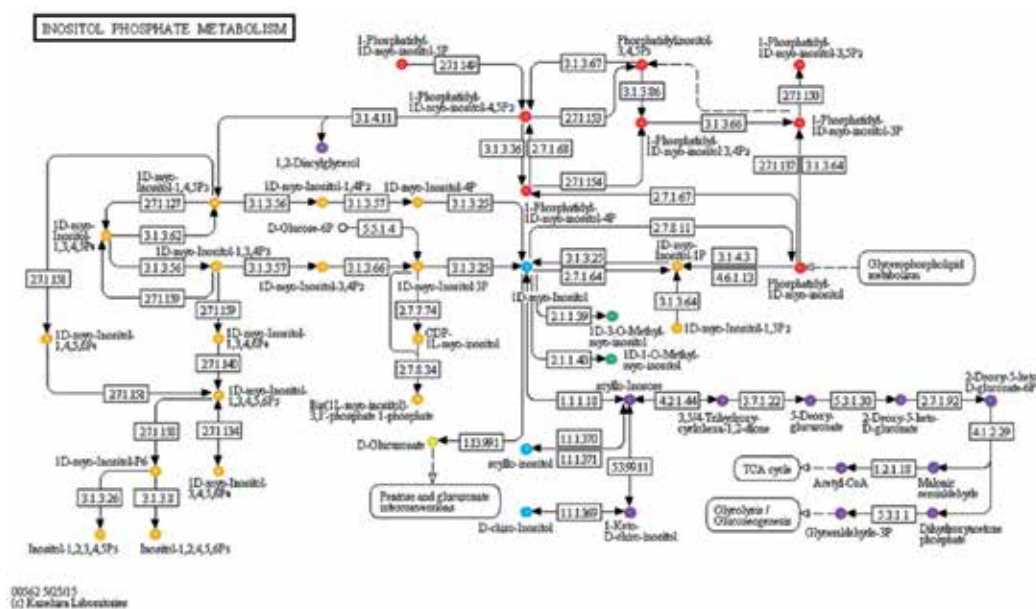 INOSITOL PHOSPHATE METABOLISM
1-Phosphatidyl-
1D-myo-inositol-5P
2.7.1.149
3.1.3.67
Phosphatidylinositol-
3,4,5P3
1-Phosphatidyl-
1D-myo-inositol-3,5P2
3.1.3.86
2.7.1.150
1-Phosphatidyl-
1D-myo-inositol-4,5P2
3.1.4.11
2.7.1.153
3.1.3.66
1-Phosphatidyl-
1D-myo-inositol-3P
1,2-Diacylglycerol
3.1.3.36
2.7.1.68
1-Phosphatidyl-
1D-myo-inositol 3,4P2
2.7.1.137
3.1.3.64
2.7.1.154
1D-myo-
Inositol-1,4,5P3
1D-myo-Inositol-1,4P2
1D-myo-Inositol-4P
2.7.1.67
2.7.1.127
3.1.3.56
3.1.3.57
3.1.3.25
1-Phosphatidyl-
1D-myo-inositol-4P
1D-myo-
Inositol-
1,3,4,5P4
3.1.3.62
D-Glucose-6P
5.5.1.4
2.7.8.11
1D-myo-Inositol-1,3,4P3
1D-myo-
Inositol-1P
3.1.3.56
3.1.3.57
3.1.3.66
3.1.3.25
3.1.3.25
2.7.1.64
3.1.4.3
4.6.1.13
Glycerophospholipid
metabolism
2.7.1.151
2.7.1.159
1D-myo-Inositol-3,4P2
1D-myo-Inositol 3P
1D-myo-Inositol
Phosphatidyl-
1D-myo-inositol
2.7.1.159
2.7.7.74
2.1.1.39
3.1.3.64
1D-myo-Inositol-
1,4,5,6P4
1D-myo-Inositol-
1,3,4,6P4
CDP-
1L-myo-inositol
1D-3-O-Methyl-
myo-inositol
1D-myo-Inositol-1,3P2
2.7.1.140
2.7.8.34
2.1.1.40
1D-1-O-Methyl-
myo-inositol
2.7.1.151
1D-myo-Inositol-
1,3,4,5,6P5
Bis(1L-myo-inositol)-
3,1'-phosphate 1-phosphate
scyllo-Inosose
1.1.1.18
4.2.1.44
3.7.1.22
5.3.1.30
2.7.1.92
2-Deoxy-5-keto-
D-gluconate-6P
3,5/4-Trihydroxy-
cyclohexa-1,2-dione
5-Deoxy-
glucuronate
2-Deoxy-5-keto-
D-gluconate
2.7.1.158
2.7.1.134
D-Glucuronate
1.13.99.1
1.1.1.370
1.1.1.371
4.1.2.29
1D-myo-Inositol-P6
scyllo-inositol
TCA cycle
1.2.1.18
1D-myo-Inositol-
3,4,5,6P4
5.3.99.11
Acetyl-CoA
Malonic
semialdehyde
3.1.3.26
3.1.3.8
Pentose and glucuronate
interconversions
Glycolysis /
Gluconeogenesis
5.3.1.1
D-chiro-Inositol
1.1.1.369
1-Keto-
D-chiro-inositol
Glyceraldehyde-3P
Dihydroxyacetone
phosphate
Inositol-1,2,3,4,5P5
Inositol-1,2,4,5,6P5
00562 5/25/15
(c) Kanehisa Laboratories